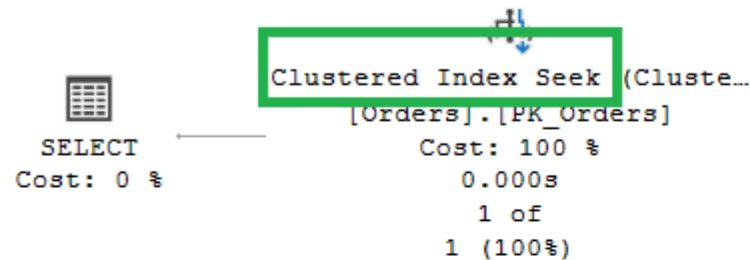 Clustered Index Seek (Cluste…
[Orders].[PK_Orders]
SELECT
Cost: 0 %
Cost: 100 %
0.000s
1 of
1 (100%)